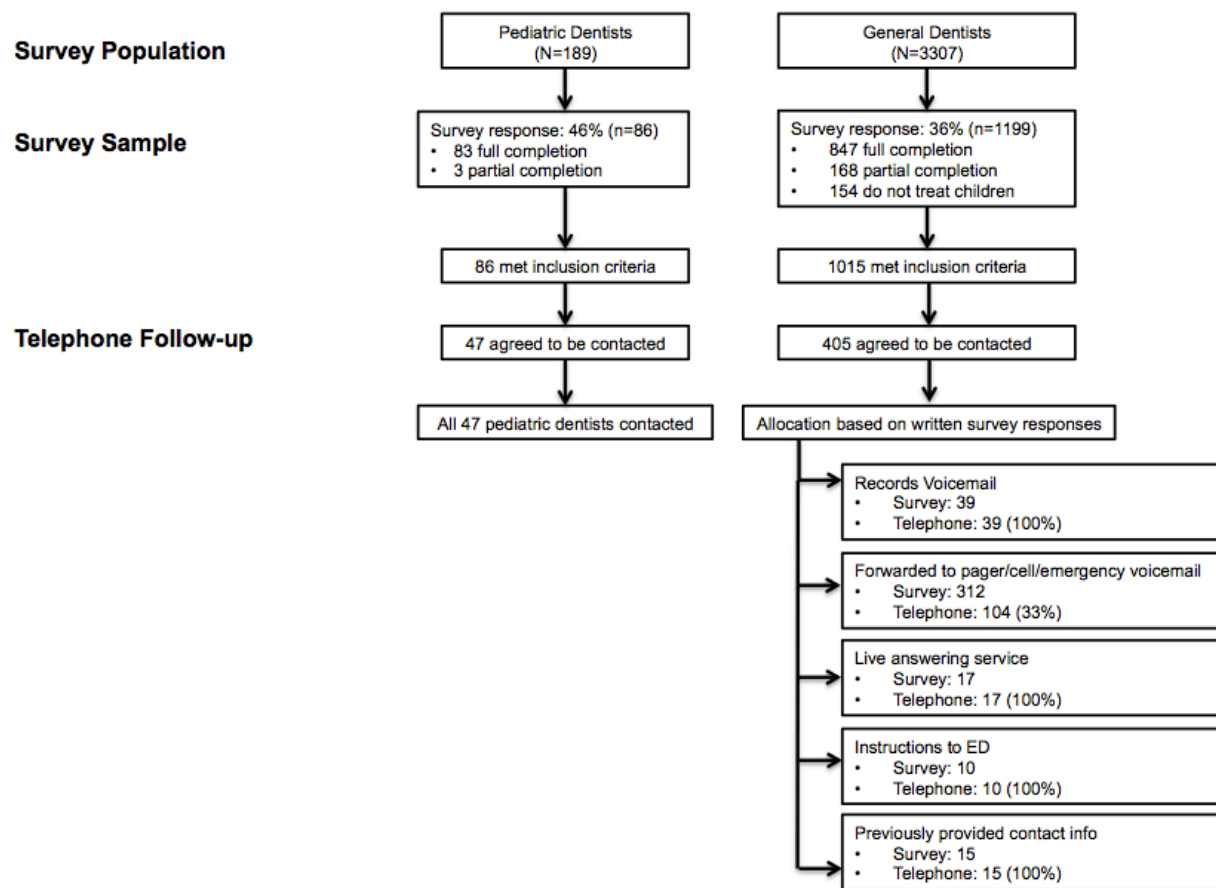 Survey Population
Pediatric Dentists
(N=189)
General Dentists
(N=3307)
Survey Sample
Survey response: 46% (n=86)
• 83 full completion
• 3 partial completion
Survey response: 36% (n=1199)
• 847 full completion
• 168 partial completion
• 154 do not treat children
86 met inclusion criteria
1015 met inclusion criteria
Telephone Follow-up
47 agreed to be contacted
405 agreed to be contacted
All 47 pediatric dentists contacted
Allocation based on written survey responses
Records Voicemail
• Survey: 39
• Telephone: 39 (100%)
Forwarded to pager/cell/emergency voicemail
• Survey: 312
• Telephone: 104 (33%)
Live answering service
• Survey: 17
• Telephone: 17 (100%)
Instructions to ED
• Survey: 10
• Telephone: 10 (100%)
Previously provided contact info
• Survey: 15
• Telephone: 15 (100%)